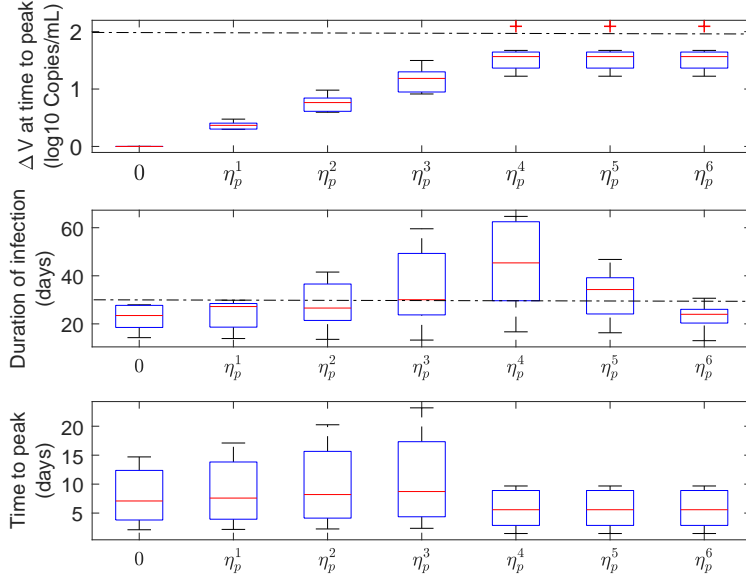 Δ V at time to peak
(log10 Copies/mL)
2
1
0
0 η_p^1 η_p^2 η_p^3 η_p^4 η_p^5 η_p^6
Duration of infection
(days)
60
40
20
0 η_p^1 η_p^2 η_p^3 η_p^4 η_p^5 η_p^6
Time to peak
(days)
20
15
10
5
0 η_p^1 η_p^2 η_p^3 η_p^4 η_p^5 η_p^6